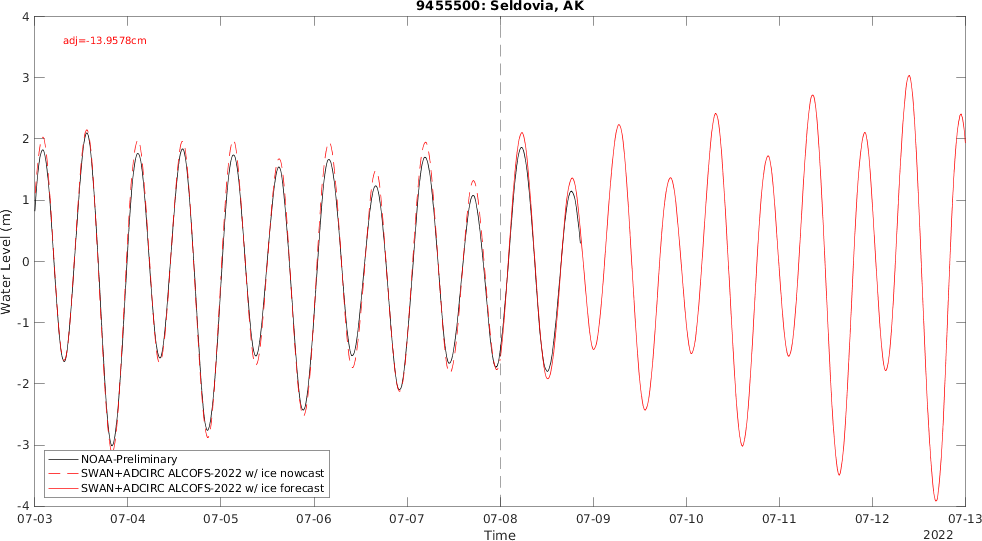 9455500: Seldovia, AK
adj=-13.9578cm
4
3
2
1
0
-1
-2
-3
-4
Water Level (m)
NOAA-Preliminary
SWAN+ADCIRC ALCOFS-2022 w/ ice nowcast
SWAN+ADCIRC ALCOFS-2022 w/ ice forecast
07-03 07-04 07-05 07-06 07-07 07-08 07-09 07-10 07-11 07-12 07-13
Time
2022